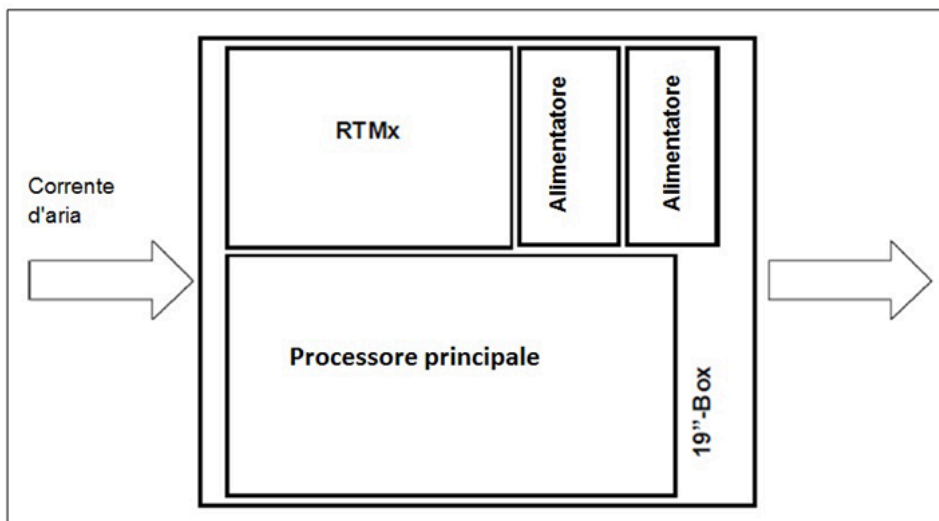 RTMx
Alimentatore
Alimentatore
Corrente
d'aria
Processore principale
19"-Box